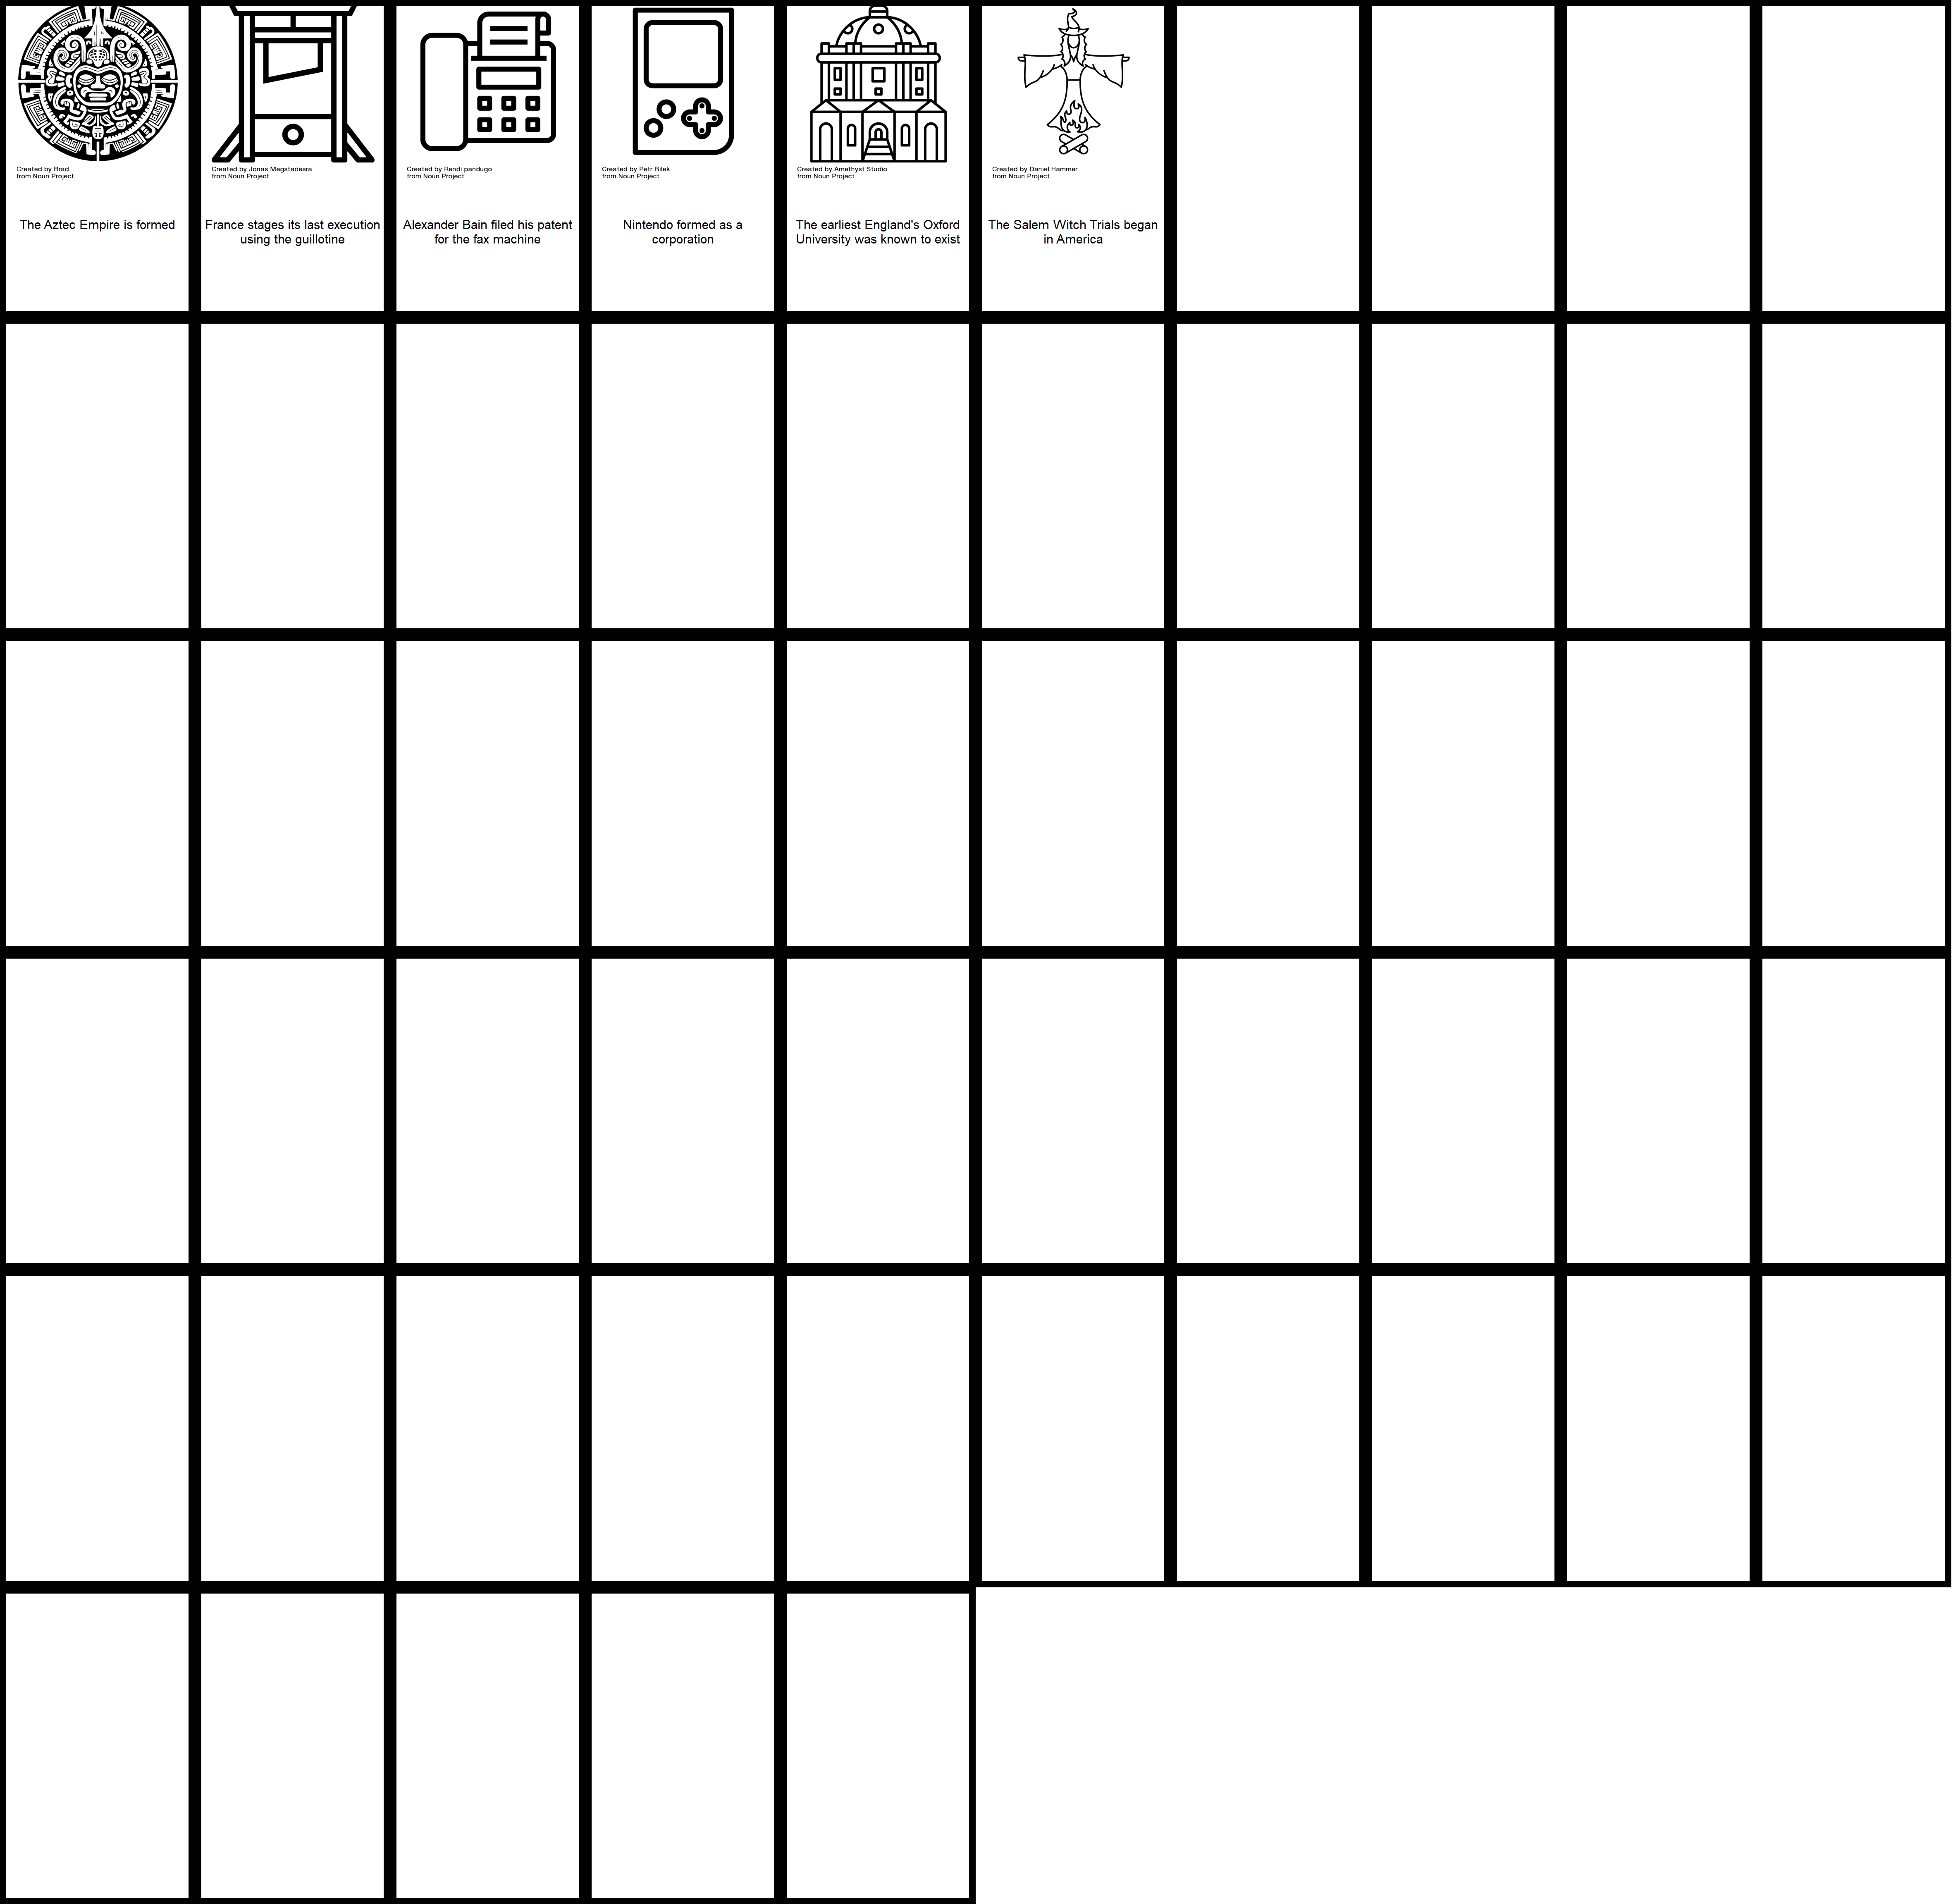 Created by Brad
from Noun Project
The Aztec Empire is formed
Created by Jonas Megstadesra
from Noun Project
France stages its last execution
using the guillotine
Created by Rendi pandugo
from Noun Project
Alexander Bain filed his patent
for the fax machine
Created by Petr Bilek
from Noun Project
Nintendo formed as a
corporation
Created by Amethyst Studio
from Noun Project
The earliest England's Oxford
University was known to exist
Created by Daniel Hammer
from Noun Project
The Salem Witch Trials began
in America